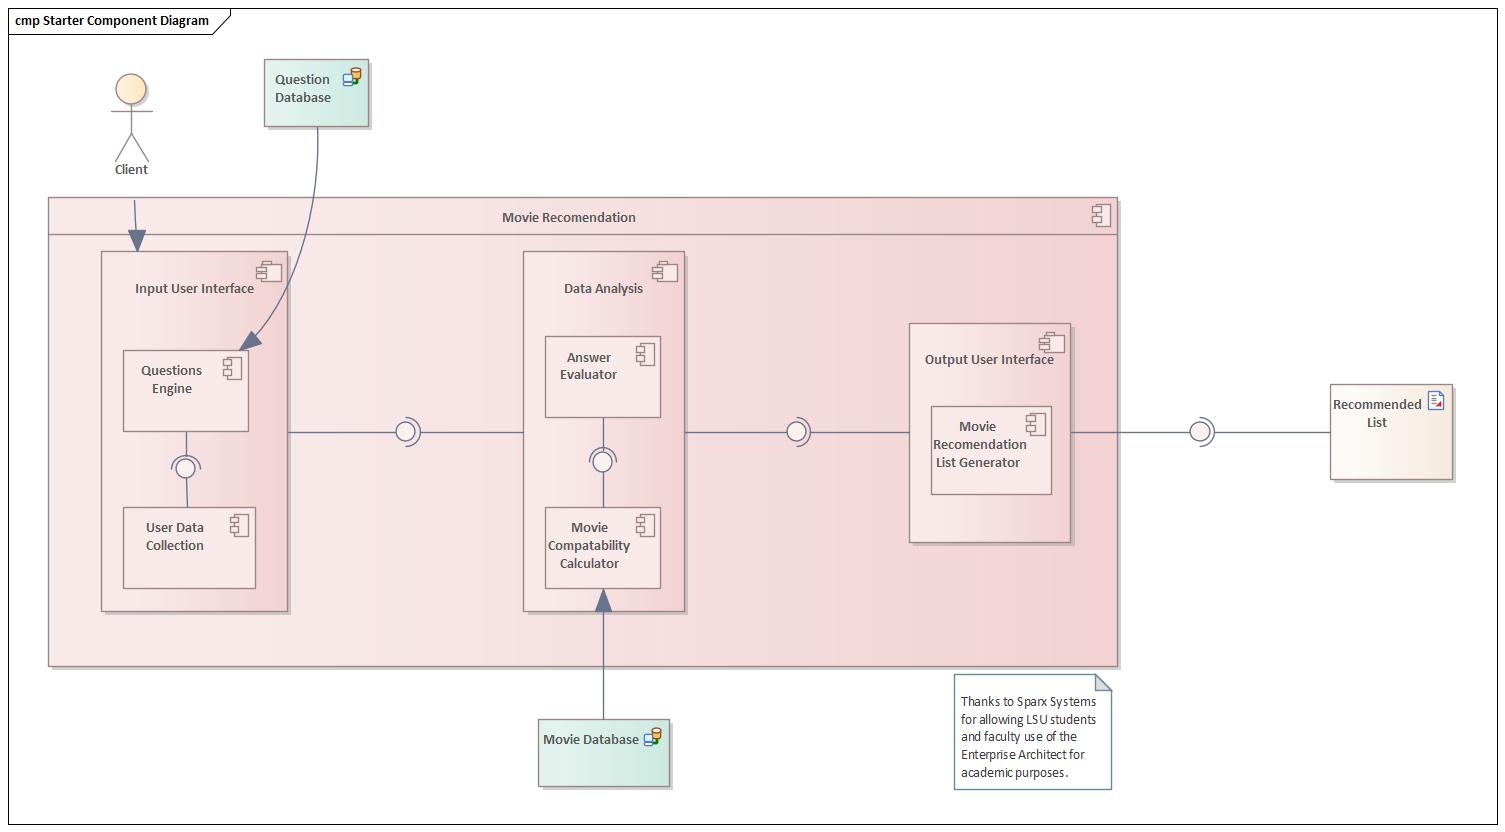 cmp Starter Component Diagram
Client
Question
Database
Movie Recomendation
Input User Interface
Questions
Engine
User Data
Collection
Data Analysis
Answer
Evaluator
Movie
Compatability
Calculator
Output User Interface
Movie
Recomendation
List Generator
Recommended
List
Movie Database
Thanks to Sparx Systems
for allowing LSU students
and faculty use of the
Enterprise Architect for
academic purposes.